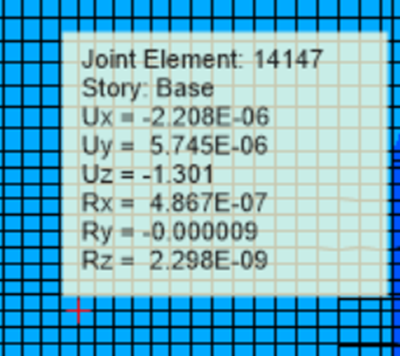 Joint Element: 14147
Story: Base
Ux = -2.208E-06
Uy = 5.745E-06
Uz = -1.301
Rx = 4.867E-07
Ry = -0.000009
Rz = 2.298E-09